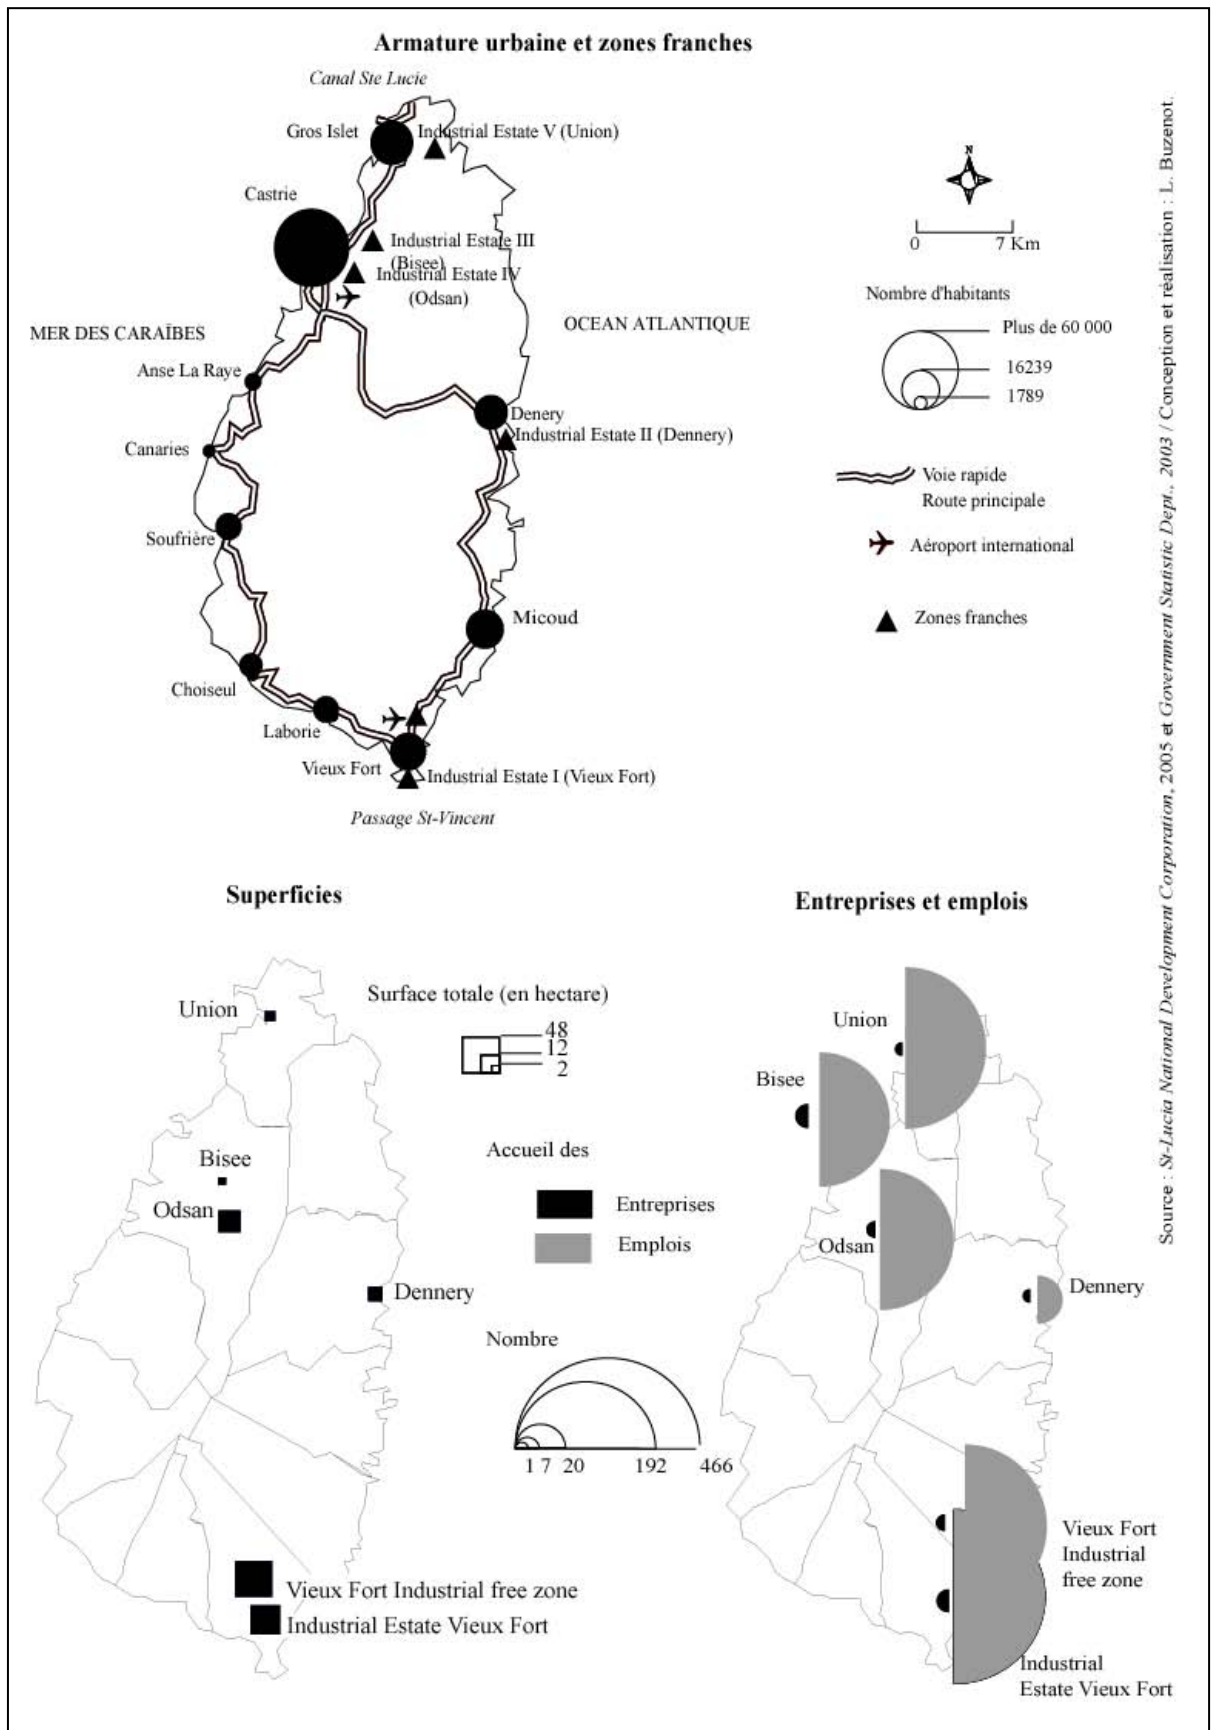 Armature urbaine et zones franches
Canal Ste Lucie
Gros Islet
Industrial Estate V (Union)
Castrie
Industrial Estate III
(Bisee)
Industrial Estate IV
(Odsan)
MER DES CARAÏBES
OCEAN ATLANTIQUE
Anse La Raye
Denery
Industrial Estate II (Dennery)
Canaries
Soufrière
Micoud
Choiseul
Laborie
Vieux Fort
Industrial Estate I (Vieux Fort)
Passage St-Vincent
N
0 7 Km
Nombre d'habitants
Plus de 60 000
16239
1789
Voie rapide
Route principale
Aéroport international
Zones franches
Source : St-Lucia National Development Corporation, 2005 et Government Statistic Dept., 2003 / Conception et réalisation : L. Buzenot.
Superficies
Union
Bisee
Odsan
Dennery
Vieux Fort Industrial free zone
Industrial Estate Vieux Fort
Surface totale (en hectare)
48
12
2
Accueil des
Entreprises
Emplois
Nombre
1 7 20 192 466
Entreprises et emplois
Union
Bisee
Odsan
Dennery
Vieux Fort
Industrial
free zone
Industrial
Estate Vieux Fort